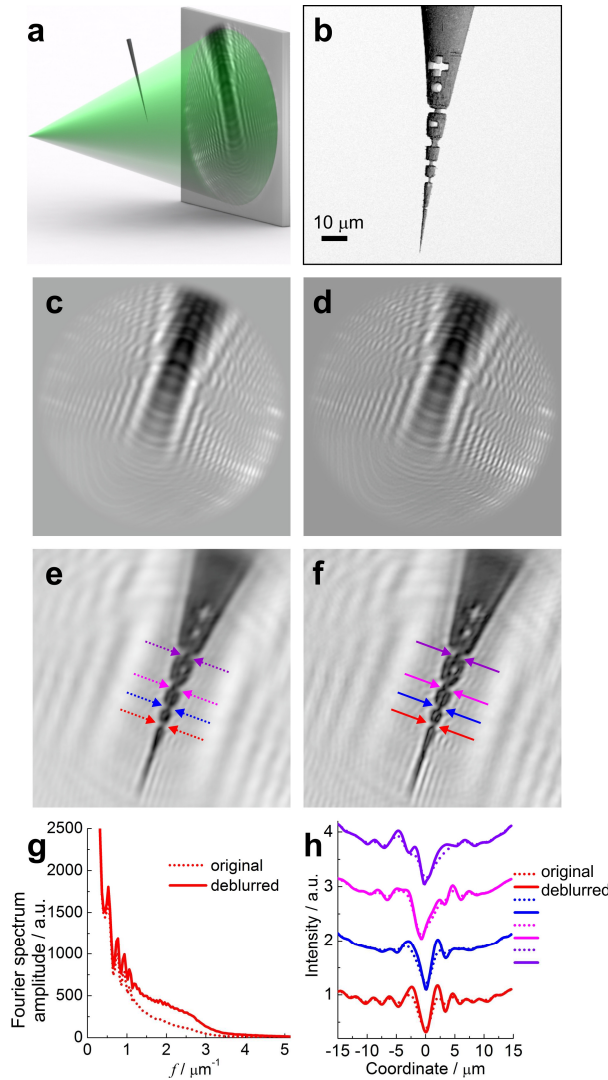 a
b
10 μm
c
d
e
f
g
2500
2000
1500
1000
500
0
0 1 2 3 4 5
Fourier spectrum
amplitude / a.u.
f / μm⁻¹
original
deblurred
h
4
3
2
1
-15 -10 -5 0 5 10 15
Intensity / a.u.
Coordinate / μm
original
deblurred